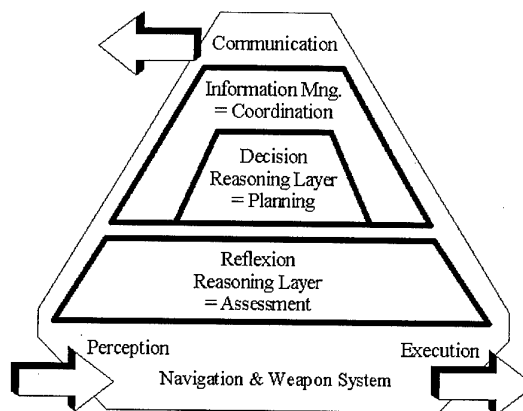 Communication
Information Mng.
= Coordination
Decision
Reasoning Layer
= Planning
Reflexion
Reasoning Layer
= Assessment
Perception
Execution
Navigation & Weapon System